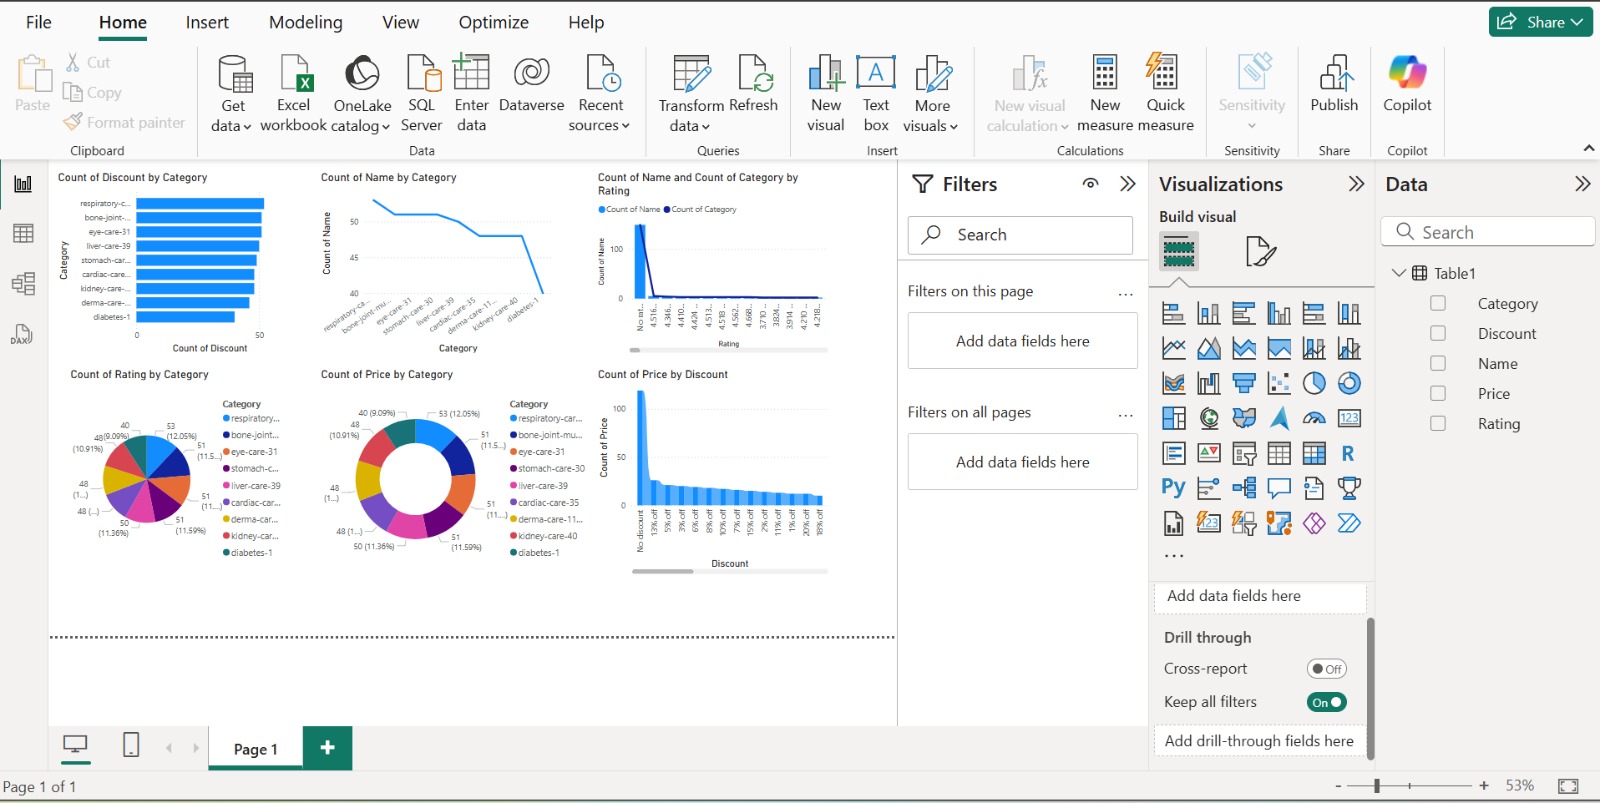 File Home Insert Modeling View Optimize Help Share
Paste Cut
Copy
Format painter
Clipboard
Get data
Excel workbook
OneLake catalog
SQL Server
Enter data
Dataverse
Recent sources
Data
Transform data
Refresh
Queries
New visual
Text box
More visuals
Insert
New visual calculation
New measure
Quick measure
Calculations
Sensitivity
Sensitivity
Publish
Share
Copilot
Copilot
Count of Discount by Category
Category
respiratory-c...
bone-joint-...
eye-care-31
liver-care-39
stomach-car...
cardiac-care...
kidney-care-...
derma-care-...
diabetes-1
0 50
Count of Discount
Count of Name by Category
Count of Name
50
45
40
respiratory-ca...
bone-joint-mu...
eye-care-31
stomach-care-30
liver-care-39
cardiac-care-35
derma-care-11...
kidney-care-40
diabetes-1
Category
Count of Name and Count of Category by
Rating
Count of Name Count of Category
Count of Name
100
0
No rat...
4.516...
4.346...
4.410...
4.424...
4.513...
4.518...
4.562...
4.668...
3.710...
3.824...
3.914...
4.210...
4.218...
Rating
Count of Rating by Category
53
(12.05%)
51
(11.5...)
51
(11....)
51
(11.59%)
50
(11.36%)
48 (...)
48
(1...)
48
(10.91%)
40
(9.09%)
Category
respiratory...
bone-joint...
eye-care-31
stomach-c...
liver-care-39
cardiac-car...
derma-car...
kidney-car...
diabetes-1
Count of Price by Category
53 (12.05%)
51
(11.5...)
51
(11....)
51
(11.59%)
50 (11.36%)
48 (1...)
48
(1...)
48
(10.91%)
40 (9.09%)
Category
respiratory-car...
bone-joint-mu...
eye-care-31
stomach-care-30
liver-care-39
cardiac-care-35
derma-care-11...
kidney-care-40
diabetes-1
Count of Price by Discount
Count of Price
100
50
0
No discount
13% off
5% off
3% off
6% off
8% off
10% off
7% off
15% off
2% off
11% off
1% off
20% off
18% off
Discount
Filters
Search
Filters on this page ...
Add data fields here
Filters on all pages ...
Add data fields here
Visualizations
Build visual
123
R
Py
123
...
Add data fields here
Drill through
Cross-report Off
Keep all filters On
Add drill-through fields here
Data
Search
Table1
Category
Discount
Name
Price
Rating
DAX
Page 1 +
Page 1 of 1
- + 53%